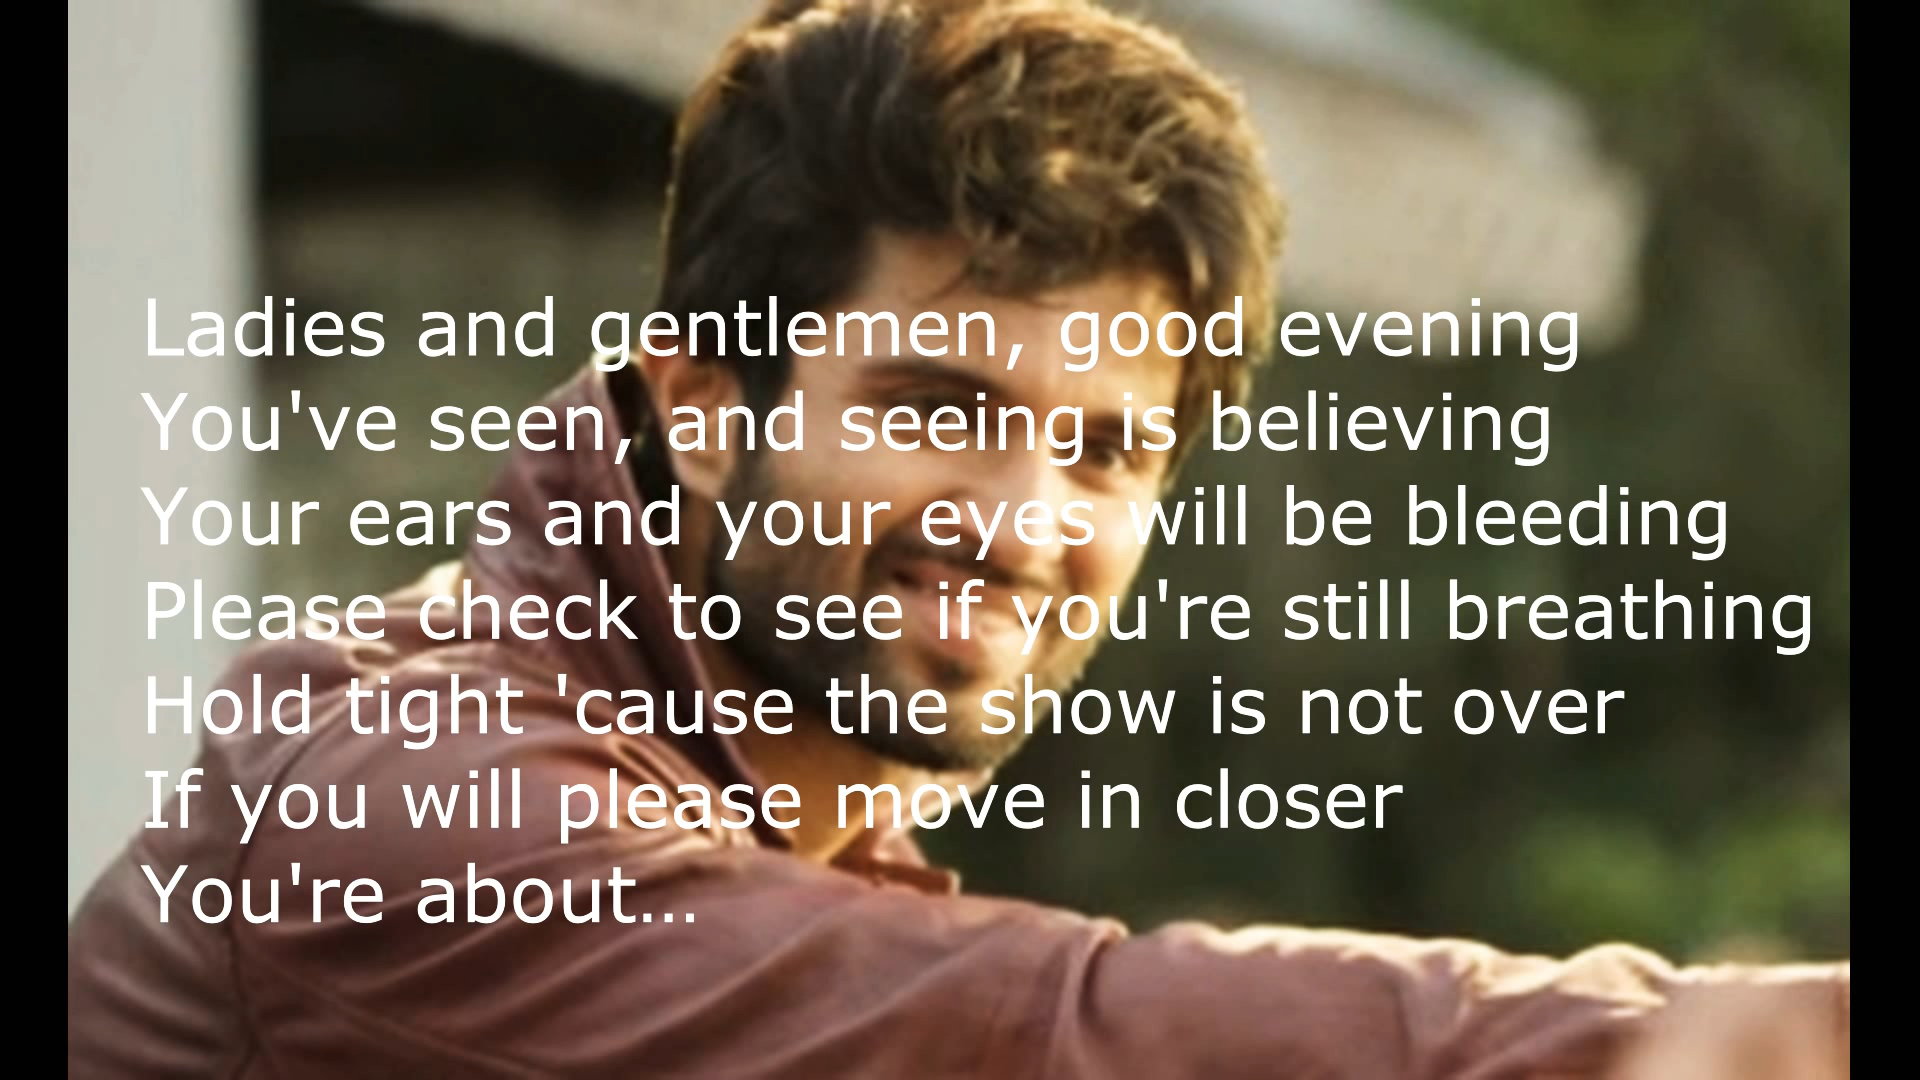 Ladies and gentlemen, good evening
You've seen, and seeing is believing
Your ears and your eyes will be bleeding
Please check to see if you're still breathing
Hold tight 'cause the show is not over
If you will please move in closer
You're about...